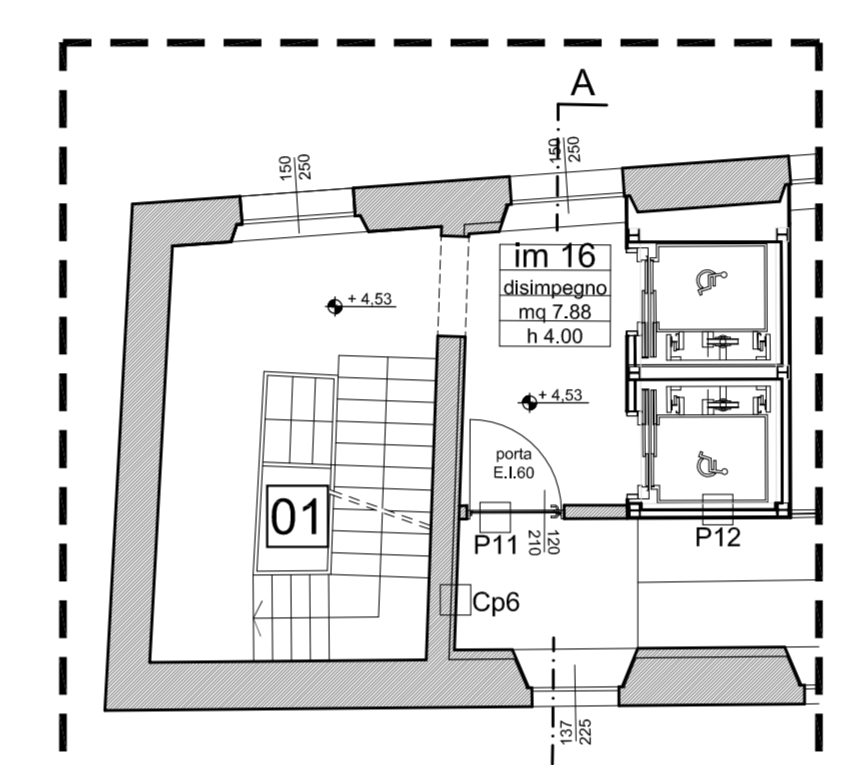 A
150
250
150
250
im 16
disimpegno
mq 7.88
h 4.00
+ 4,53
+ 4,53
porta
E.I.60
01
P11
120
210
P12
Cp6
137
225